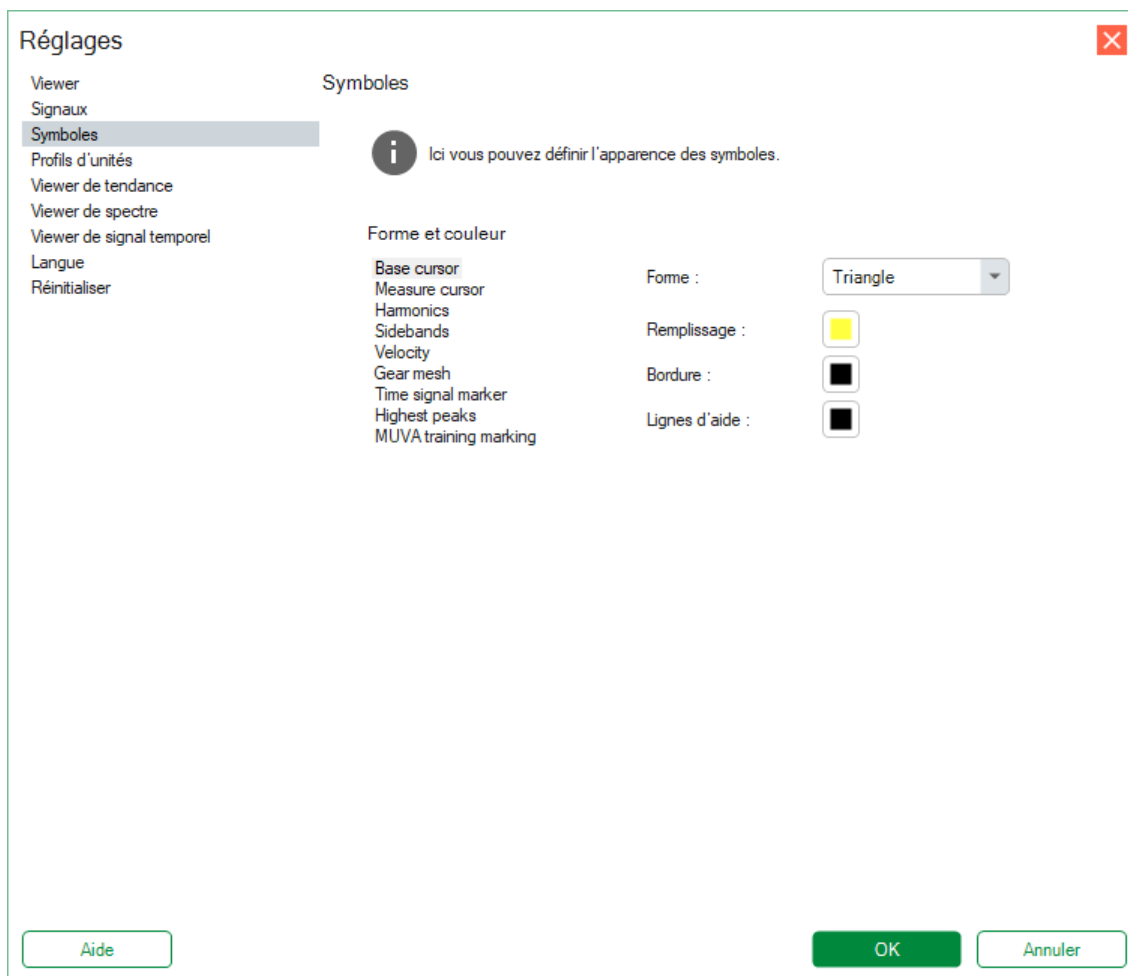 Réglages
Viewer
Signaux
Symboles
Profils d'unités
Viewer de tendance
Viewer de spectre
Viewer de signal temporel
Langue
Réinitialiser
Symboles
Ici vous pouvez définir l'apparence des symboles.
Forme et couleur
Base cursor
Measure cursor
Harmonics
Sidebands
Velocity
Gear mesh
Time signal marker
Highest peaks
MUVA training marking
Forme :
Triangle
Remplissage :
Bordure :
Lignes d'aide :
Aide
OK
Annuler